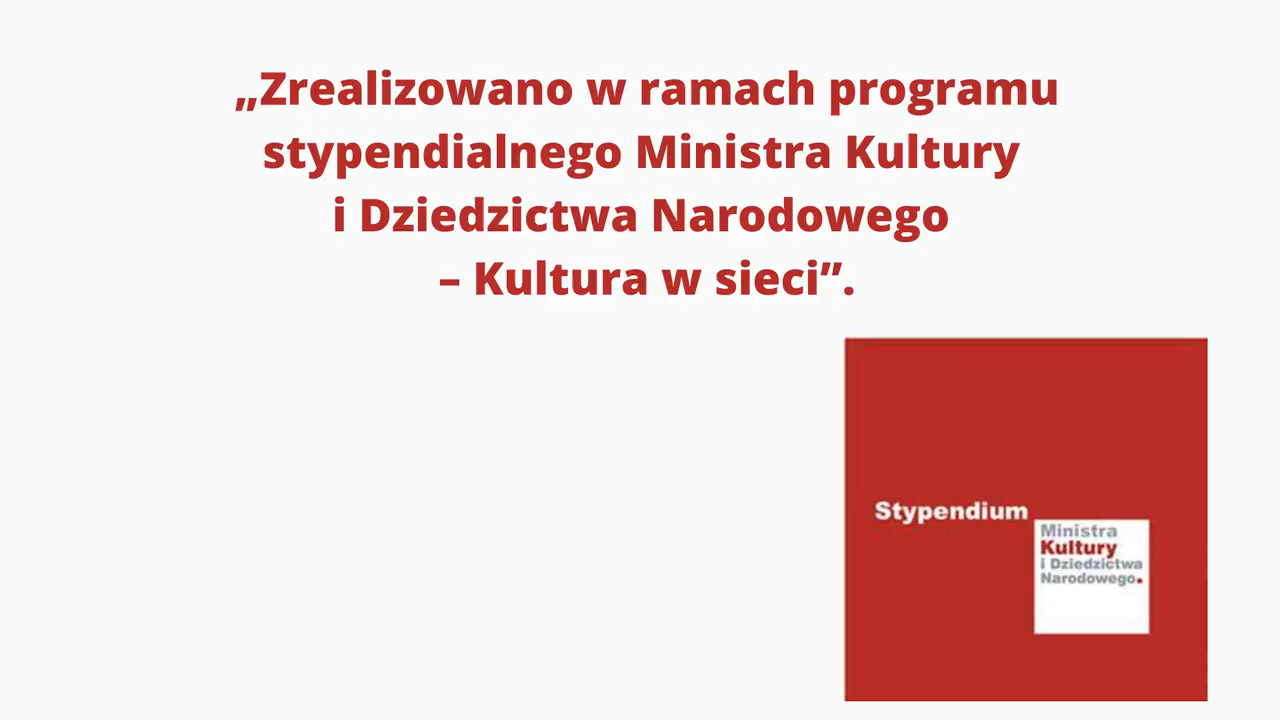 „Zrealizowano w ramach programu
stypendialnego Ministra Kultury
i Dziedzictwa Narodowego
– Kultura w sieci”.
Stypendium
Ministra
Kultury
i Dziedzictwa
Narodowego.